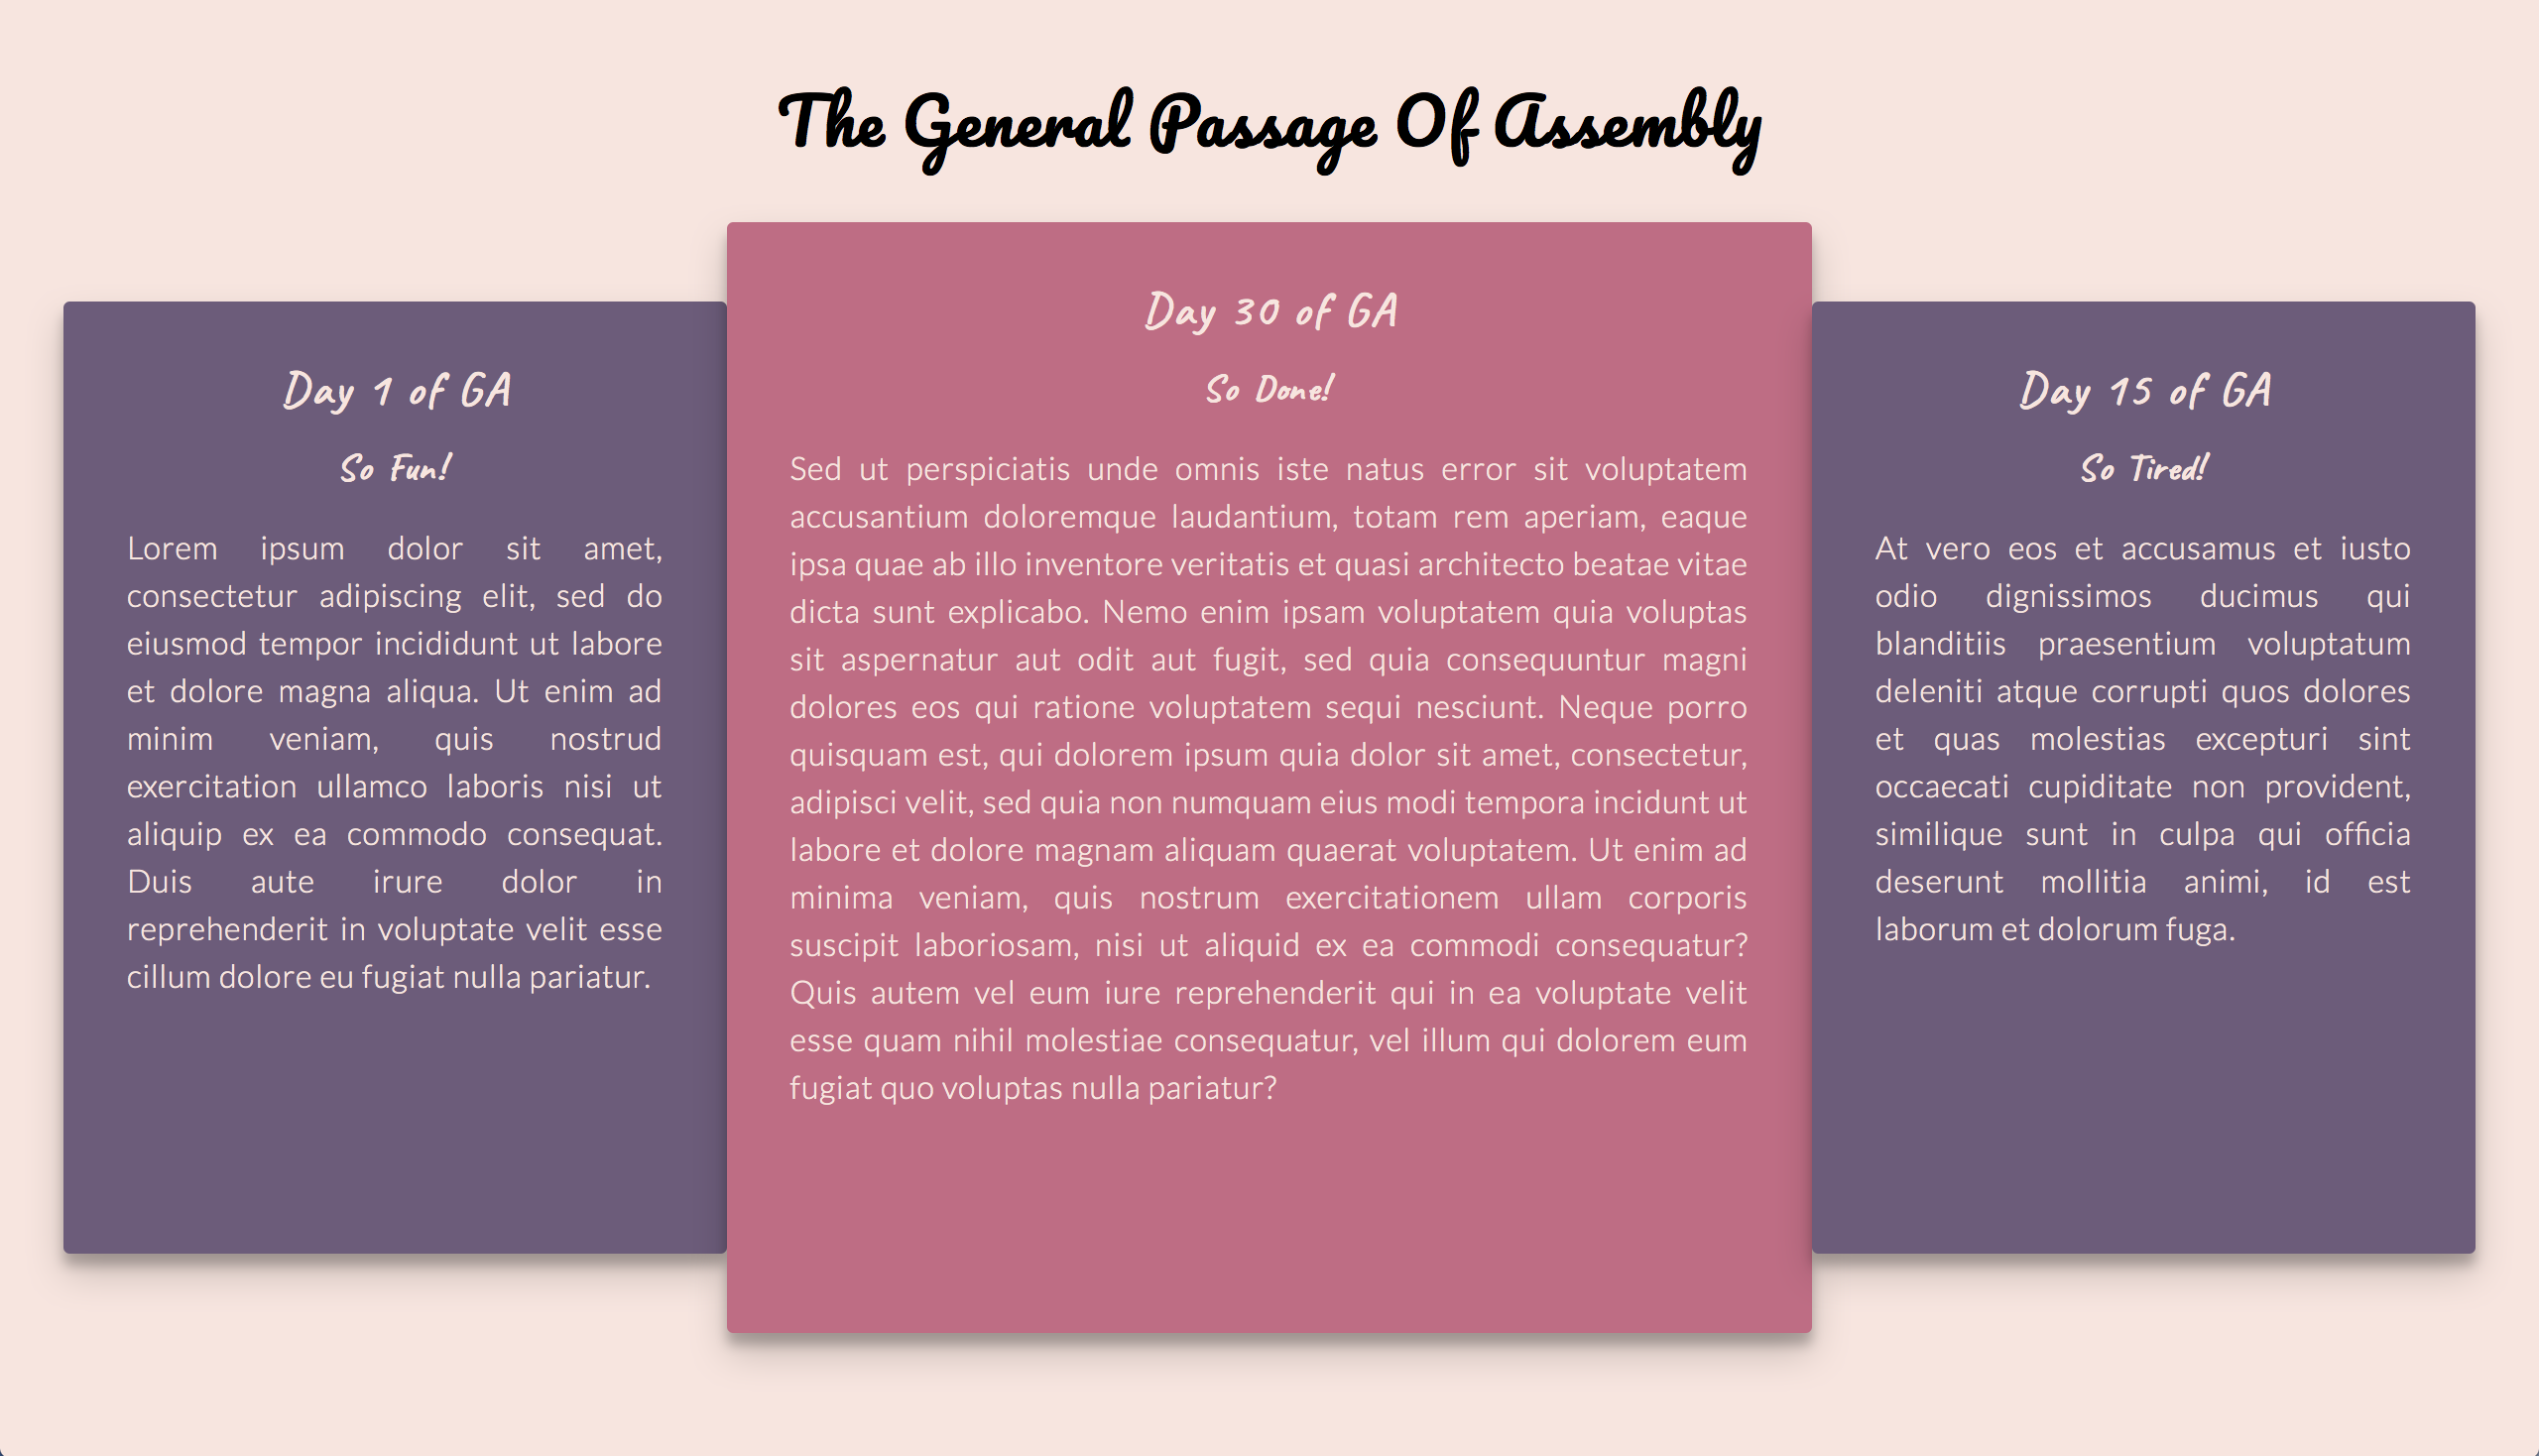 The General Passage Of Assembly
Day 1 of GA
So Fun!
Lorem ipsum dolor sit amet,
consectetur adipiscing elit, sed do
eiusmod tempor incididunt ut labore
et dolore magna aliqua. Ut enim ad
minim veniam, quis nostrud
exercitation ullamco laboris nisi ut
aliquip ex ea commodo consequat.
Duis aute irure dolor in
reprehenderit in voluptate velit esse
cillum dolore eu fugiat nulla pariatur.
Day 30 of GA
So Done!
Sed ut perspiciatis unde omnis iste natus error sit voluptatem
accusantium doloremque laudantium, totam rem aperiam, eaque
ipsa quae ab illo inventore veritatis et quasi architecto beatae vitae
dicta sunt explicabo. Nemo enim ipsam voluptatem quia voluptas
sit aspernatur aut odit aut fugit, sed quia consequuntur magni
dolores eos qui ratione voluptatem sequi nesciunt. Neque porro
quisquam est, qui dolorem ipsum quia dolor sit amet, consectetur,
adipisci velit, sed quia non numquam eius modi tempora incidunt ut
labore et dolore magnam aliquam quaerat voluptatem. Ut enim ad
minima veniam, quis nostrum exercitationem ullam corporis
suscipit laboriosam, nisi ut aliquid ex ea commodi consequatur?
Quis autem vel eum iure reprehenderit qui in ea voluptate velit
esse quam nihil molestiae consequatur, vel illum qui dolorem eum
fugiat quo voluptas nulla pariatur?
Day 15 of GA
So Tired!
At vero eos et accusamus et iusto
odio dignissimos ducimus qui
blanditiis praesentium voluptatum
deleniti atque corrupti quos dolores
et quas molestias excepturi sint
occaecati cupiditate non provident,
similique sunt in culpa qui officia
deserunt mollitia animi, id est
laborum et dolorum fuga.